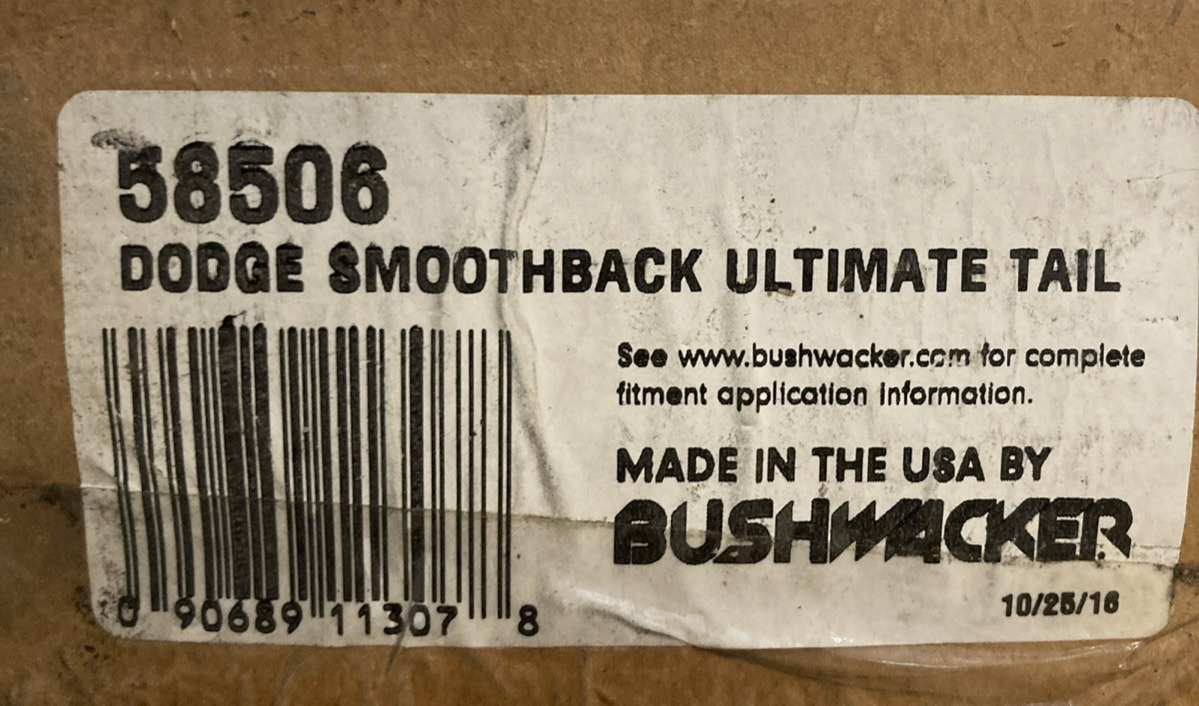 58506
DODGE SMOOTHBACK ULTIMATE TAIL
See www.bushwacker.com for complete
fitment application information.
MADE IN THE USA BY
BUSHWACKER
10/25/16
0 90689 11307 8